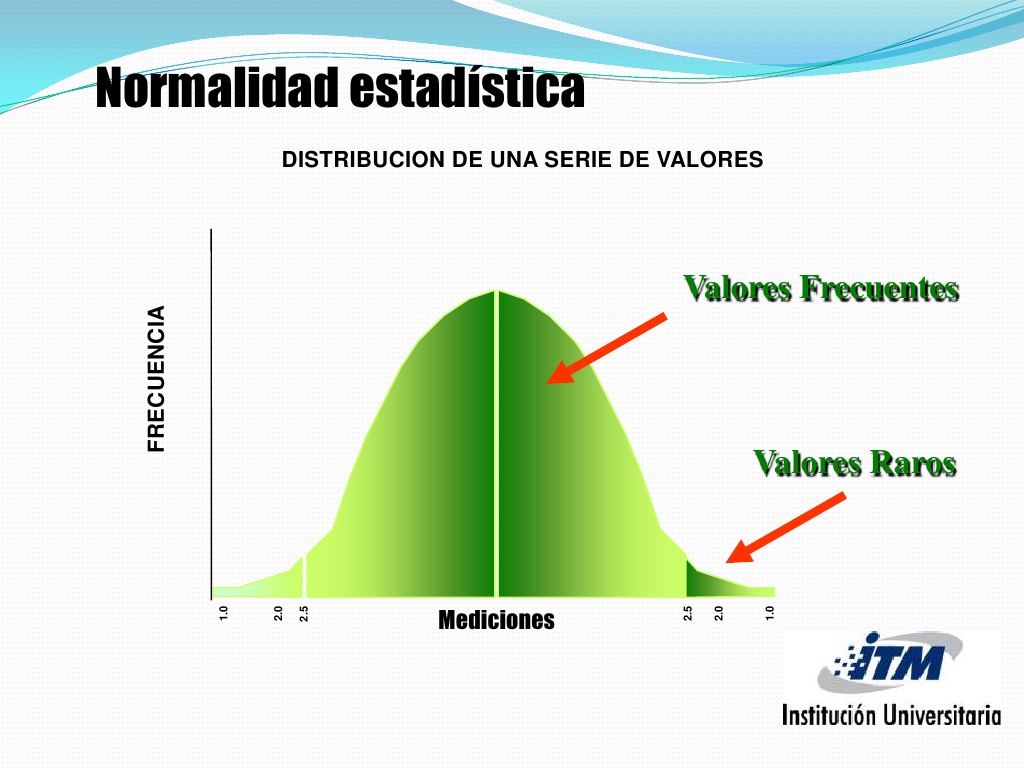 Normalidad estadística
DISTRIBUCION DE UNA SERIE DE VALORES
FRECUENCIA
Valores Frecuentes
Valores Raros
1.0 2.0 2.5 2.5 2.0 1.0
Mediciones
iTM
Institución Universitaria